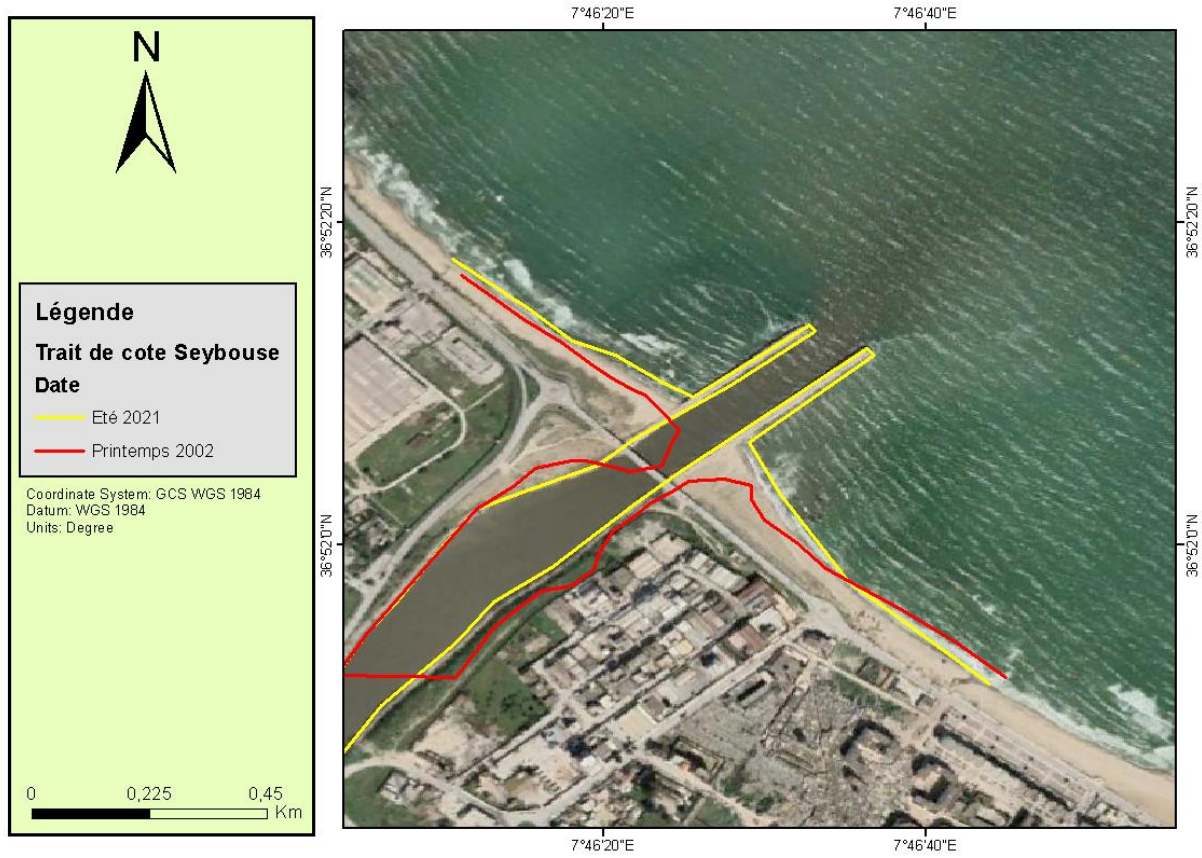 N
Légende
Trait de cote Seybouse
Date
Eté 2021
Printemps 2002
Coordinate System: GCS WGS 1984
Datum: WGS 1984
Units: Degree
0 0,225 0,45
Km
7°46'20"E 7°46'40"E
36°52'20"N 36°52'20"N
36°52'0"N 36°52'0"N
7°46'20"E 7°46'40"E